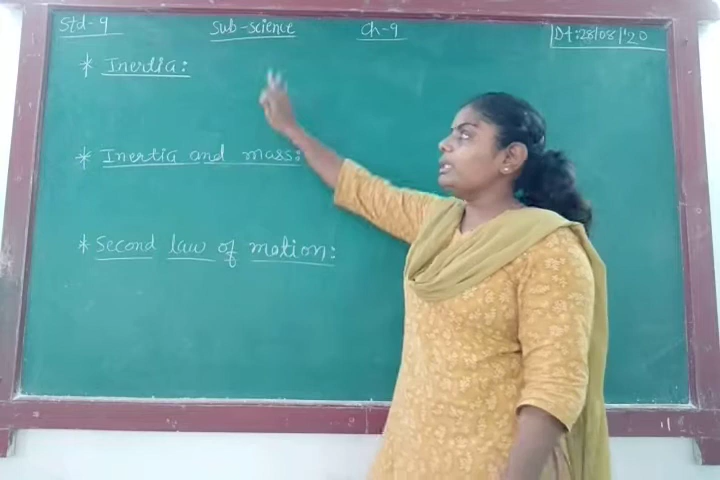 Std-9 Sub-Science Ch-9 Dt:28/08/'20
* Inertia:
* Inertia and mass:
* Second law of motion: